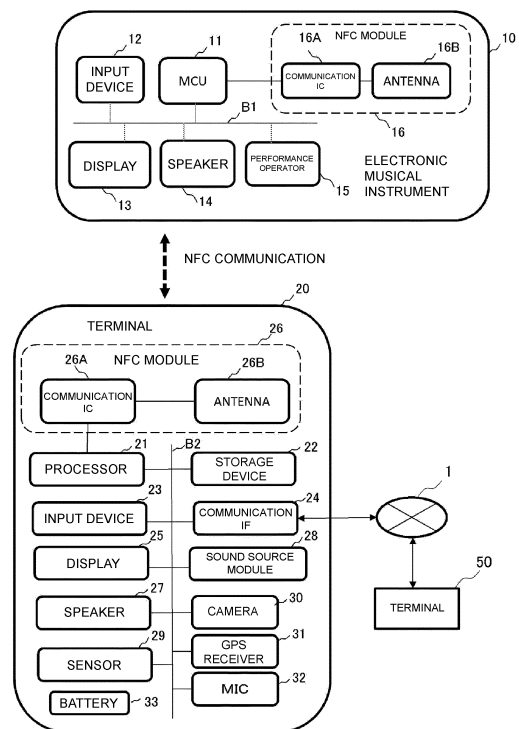 12
11
16A
NFC MODULE
16B
10
INPUT
DEVICE
MCU
COMMUNICATION
IC
ANTENNA
B1
16
DISPLAY
SPEAKER
PERFORMANCE
OPERATOR
ELECTRONIC
MUSICAL
INSTRUMENT
13
14
15
NFC COMMUNICATION
20
TERMINAL
26
26A
NFC MODULE
26B
COMMUNICATION
IC
ANTENNA
21
B2
22
PROCESSOR
STORAGE
DEVICE
23
24
1
INPUT DEVICE
COMMUNICATION
IF
25
28
DISPLAY
SOUND SOURCE
MODULE
50
TERMINAL
27
30
SPEAKER
CAMERA
29
31
SENSOR
GPS
RECEIVER
32
MIC
BATTERY
33